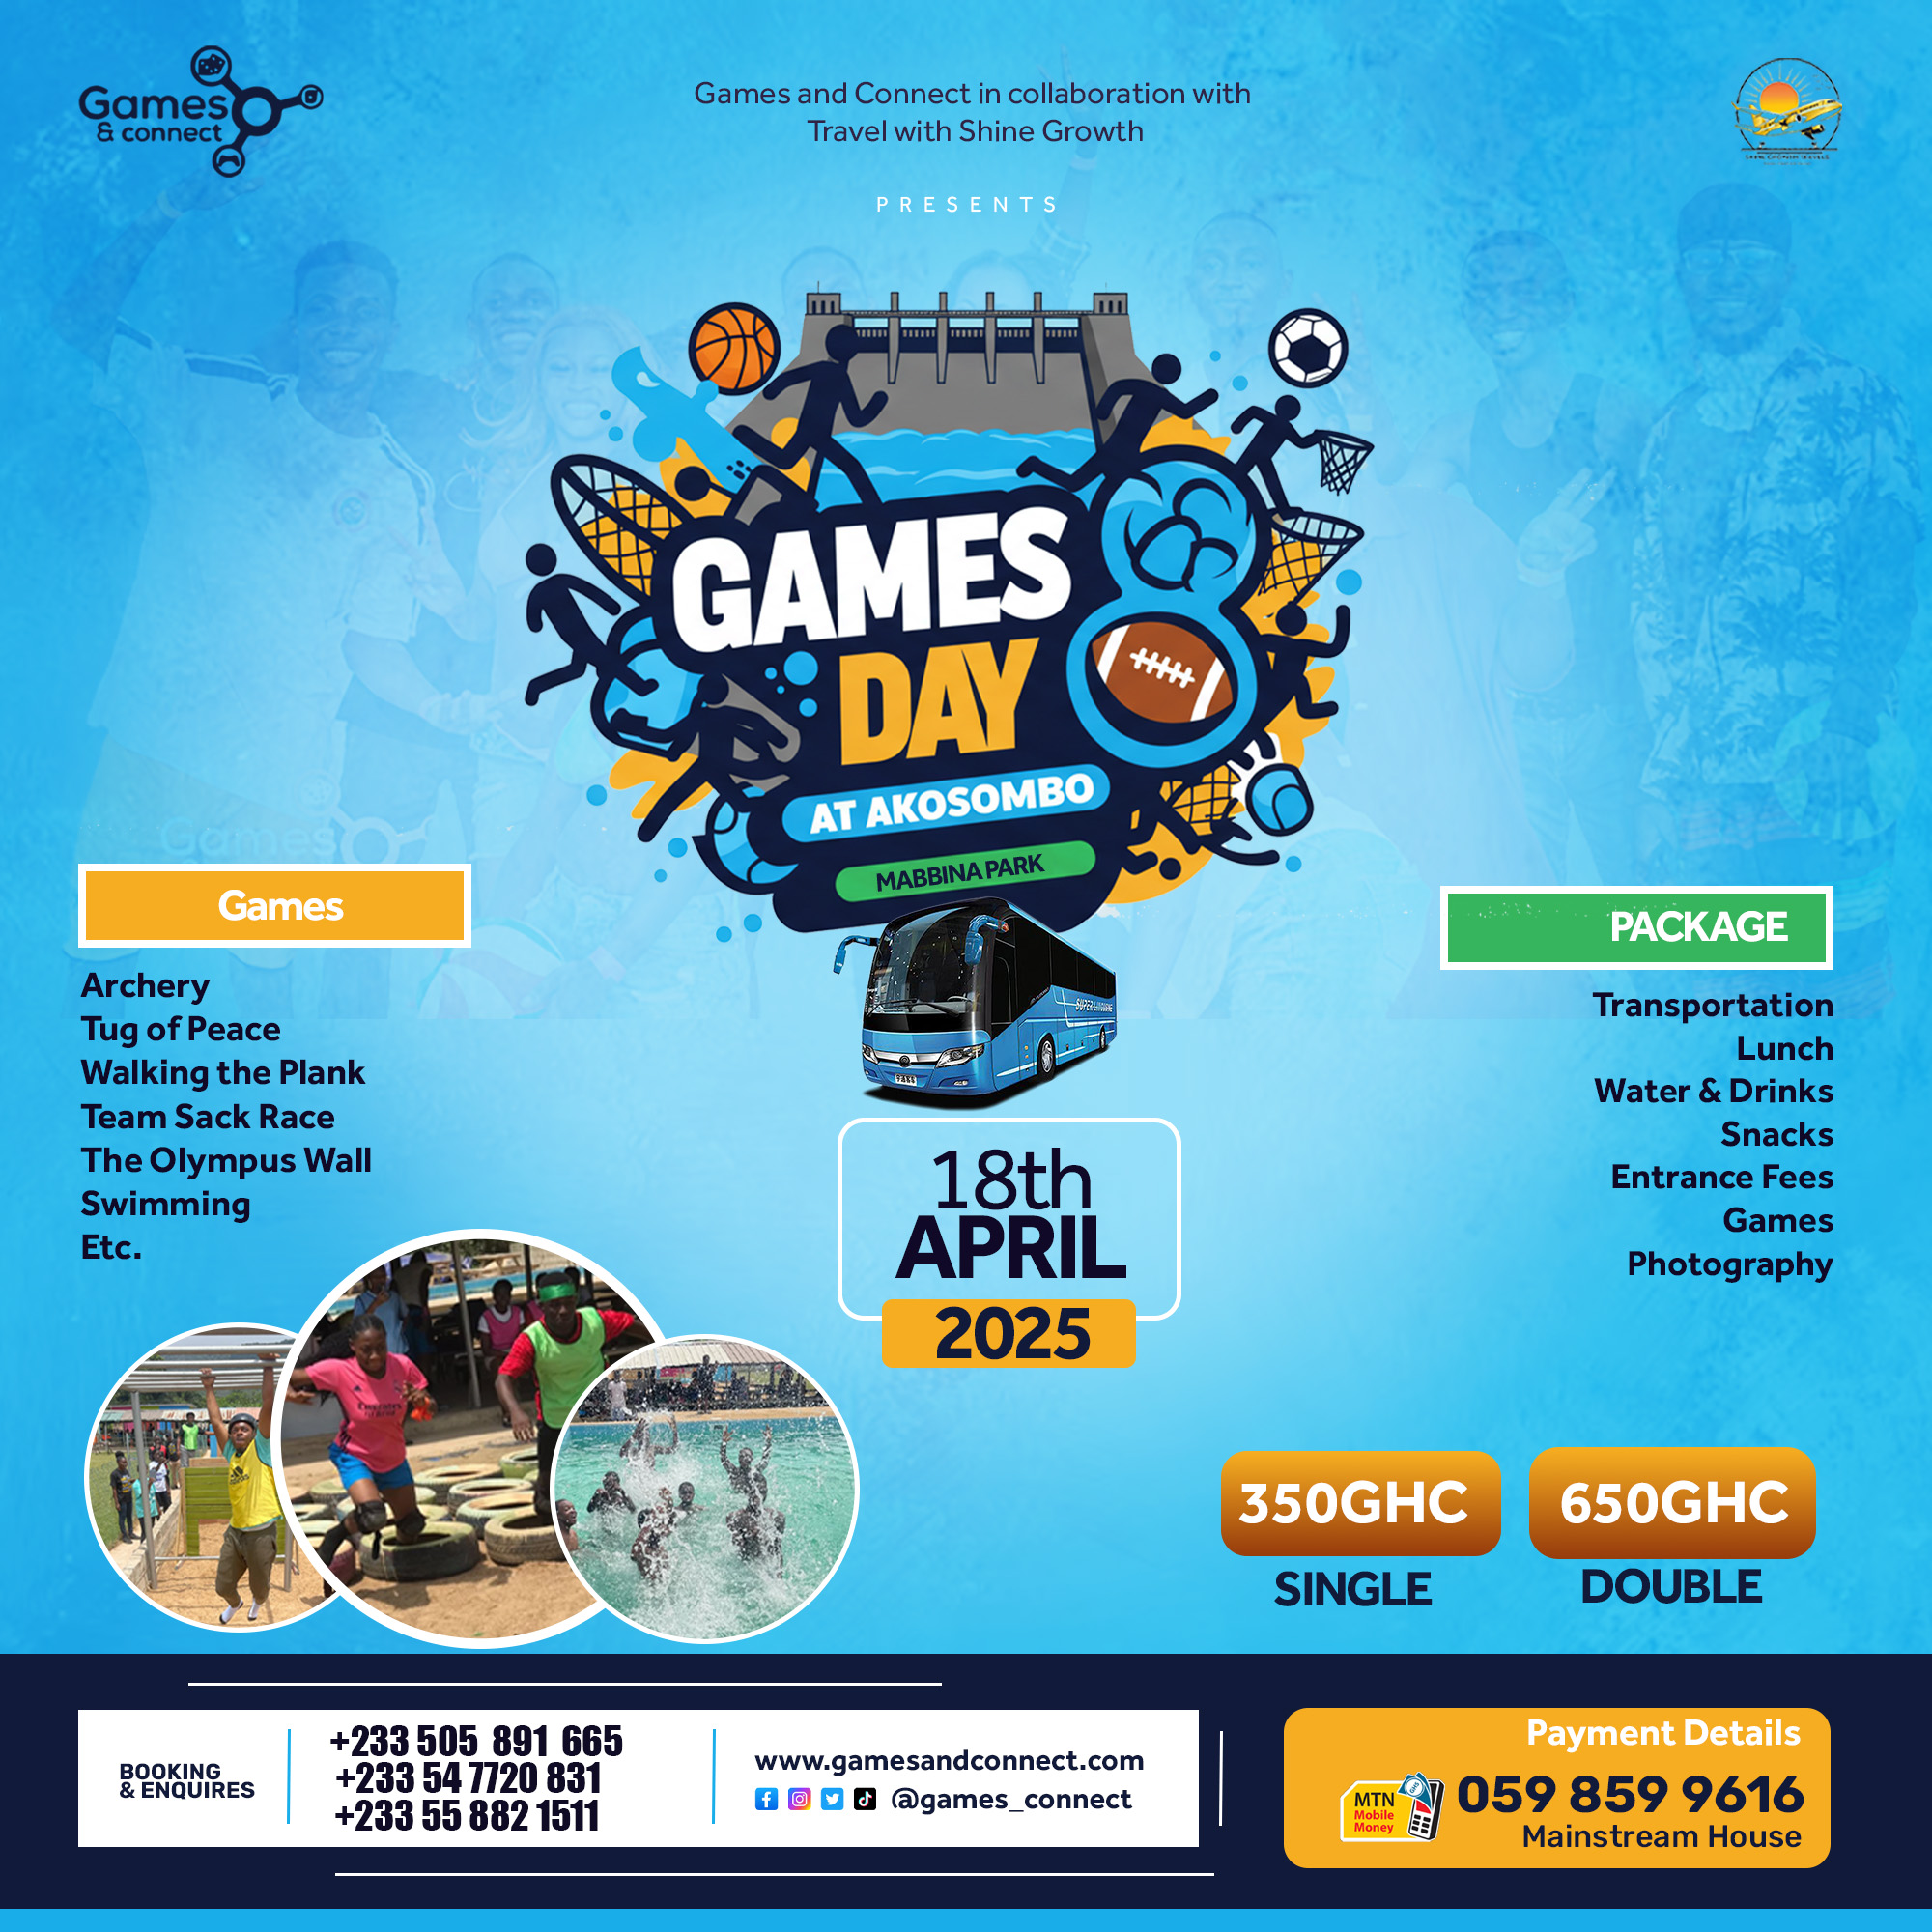 Games
& connect
Games and Connect in collaboration with
Travel with Shine Growth
PRESENTS
GAMES
DAY
8
AT AKOSOMBO
MABBINA PARK
Games
Archery
Tug of Peace
Walking the Plank
Team Sack Race
The Olympus Wall
Swimming
Etc.
PACKAGE
Transportation
Lunch
Water & Drinks
Snacks
Entrance Fees
Games
Photography
18th
APRIL
2025
350GHC
SINGLE
650GHC
DOUBLE
BOOKING
& ENQUIRES
+233 505 891 665
+233 54 7720 831
+233 55 882 1511
www.gamesandconnect.com
@games_connect
Payment Details
MTN
Mobile
Money
059 859 9616
Mainstream House